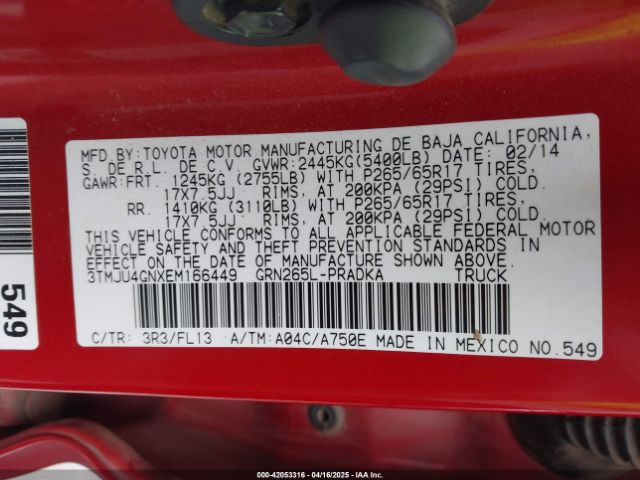 MFD BY:TOYOTA MOTOR MANUFACTURING DE BAJA CALIFORNIA,
S. DE R.L. DE C.V. GVWR:2445KG(5400LB) DATE: 02/14
GAWR:FRT. 1245KG (2755LB) WITH P265/65R17 TIRES,
17X7.5JJ RIMS, AT 200KPA (29PSI) COLD.
RR. 1410KG (3110LB) WITH P265/65R17 TIRES,
17X7.5JJ RIMS, AT 200KPA (29PSI) COLD.
THIS VEHICLE CONFORMS TO ALL APPLICABLE FEDERAL MOTOR
VEHICLE SAFETY AND THEFT PREVENTION STANDARDS IN
EFFECT ON THE DATE OF MANUFACTURE SHOWN ABOVE.
3TMJU4GNXEM166449 GRN265L-PRADKA TRUCK
C/TR: 3R3/FL13 A/TM:A04C/A750E MADE IN MEXICO NO.549
549
000-42053316 04/16/2025 IAAI.COM